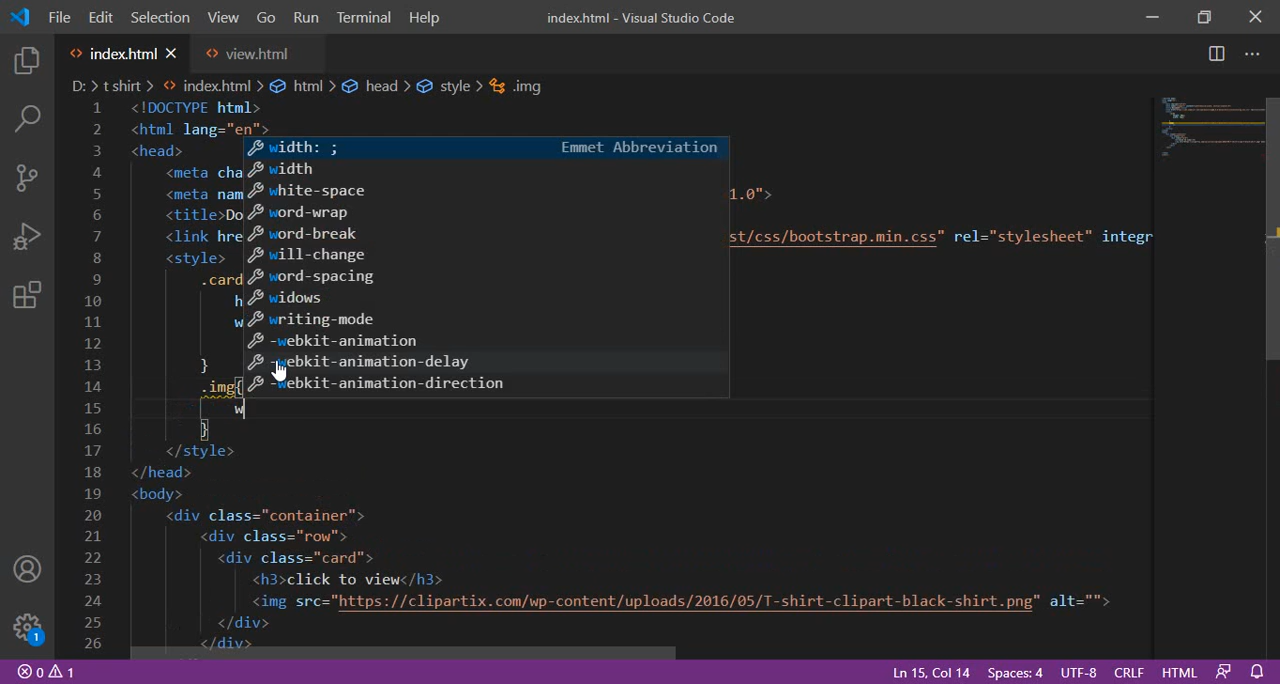 File Edit Selection View Go Run Terminal Help index.html - Visual Studio Code
index.html view.html
D: > t shirt > index.html > html > head > style > .img
1 <!DOCTYPE html>
2 <html lang="en">
3 <head>
4 <meta cha
5 <meta nam 1.0">
6 <title>Do
7 <link hre st/css/bootstrap.min.css" rel="stylesheet" integr
8 <style>
9 .card
10 h
11 w
12
13 }
14 .img{
15 w
16 }
17 </style>
18 </head>
19 <body>
20 <div class="container">
21 <div class="row">
22 <div class="card">
23 <h3>click to view</h3>
24 <img src="https://clipartix.com/wp-content/uploads/2016/05/T-shirt-clipart-black-shirt.png" alt="">
25 </div>
26 </div>
width: ; Emmet Abbreviation
width
white-space
word-wrap
word-break
will-change
word-spacing
widows
writing-mode
-webkit-animation
-webkit-animation-delay
-webkit-animation-direction
1
0 1 Ln 15, Col 14 Spaces: 4 UTF-8 CRLF HTML